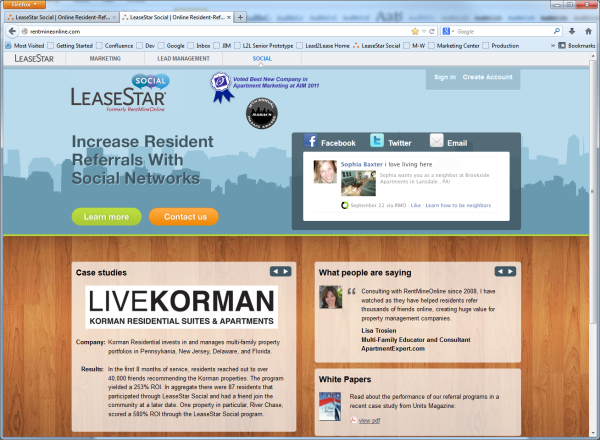 Firefox
LeaseStar Social | Online Resident-Ref...
LeaseStar Social | Online Resident-Ref...
rentmineonline.com
Google
Most Visited
Getting Started
Confluence
Dev
Google
Inbox
JIM
L2L Senior Prototype
Lead2Lease Home
LeaseStar Social
M-W
Marketing Center
Production
Bookmarks
LEASESTAR
MARKETING
LEAD MANAGEMENT
SOCIAL
Sign in
Create Account
SOCIAL
LEASESTAR
Formerly RentMineOnline
Voted Best New Company in
Apartment Marketing at AIM 2011
Increase Resident
Referrals With
Social Networks
Learn more
Contact us
Facebook
Twitter
Email
Sophia Baxter i love living here
Sophia wants you as a neighbor at Brookside
Apartments in Lansdale , PA!
September 22 via RMO · Like · Learn how to be neighbors
Case studies
LIVEKORMAN
KORMAN RESIDENTIAL SUITES & APARTMENTS
Company: Korman Residential invests in and manages multi-family property
portfolios in Pennsylvania, New Jersey, Delaware, and Florida.
Results: In the first 8 months of service, residents reached out to over
40,000 friends recommending the Korman properties. The program
yielded a 253% ROI. In aggregate there were 87 residents that
participated through LeaseStar Social and had a friend join the
community at a later date. One property in particular, River Chase,
scored a 580% ROI through the LeaseStar Social program.
What people are saying
Consulting with RentMineOnline since 2008, I have
watched as they have helped residents refer
thousands of friends online, creating huge value for
property management companies.
Lisa Trosien
Multi-Family Educator and Consultant
ApartmentExpert.com
White Papers
Read about the performance of our referral programs in a
recent case study from Units Magazine:
view pdf